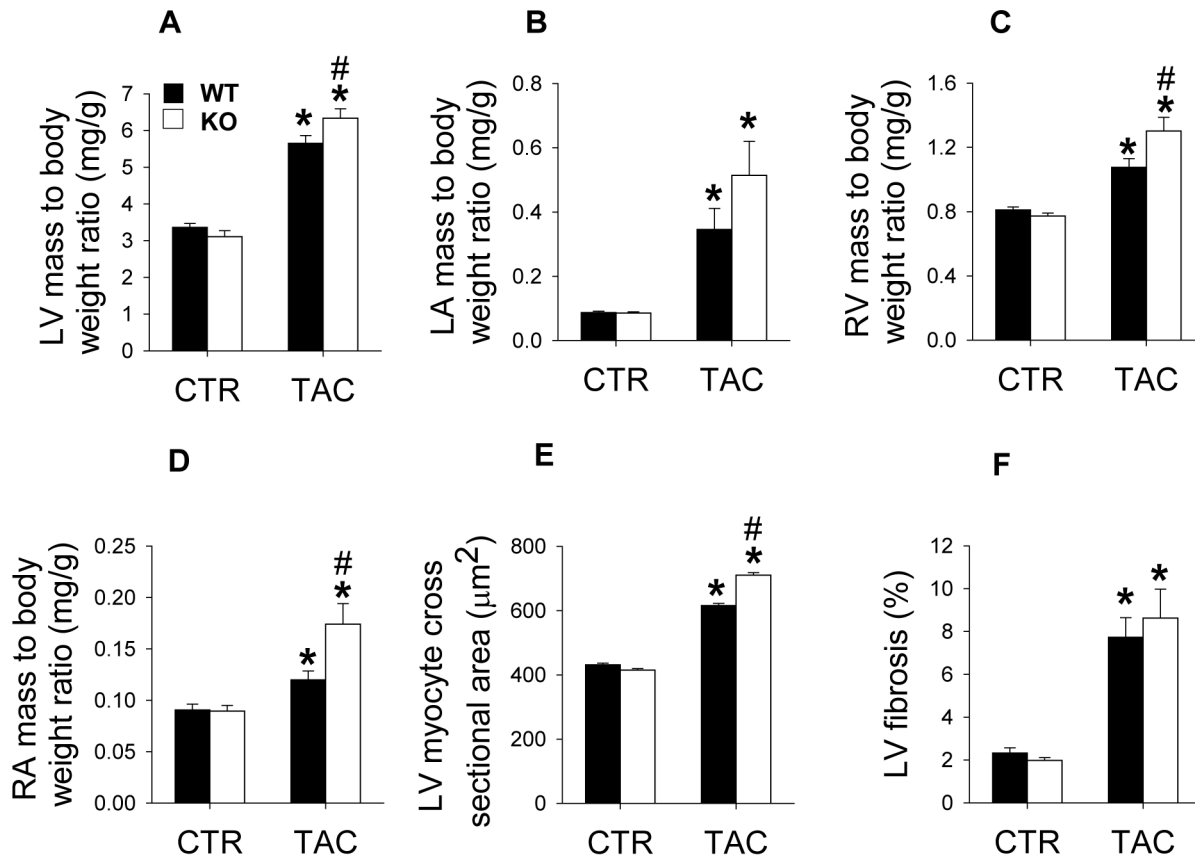 A
LV mass to body
weight ratio (mg/g)
7
6
5
4
3
2
1
0
WT
KO
*
#
*
CTR
TAC
B
LA mass to body
weight ratio (mg/g)
0.8
0.6
0.4
0.2
0.0
*
*
CTR
TAC
C
RV mass to body
weight ratio (mg/g)
1.6
1.2
0.8
0.4
0.0
*
#
*
CTR
TAC
D
RA mass to body
weight ratio (mg/g)
0.25
0.20
0.15
0.10
0.05
0.00
*
#
*
CTR
TAC
E
LV myocyte cross
sectional area (μm²)
800
600
400
200
0
*
#
*
CTR
TAC
F
LV fibrosis (%)
12
10
8
6
4
2
0
*
*
CTR
TAC